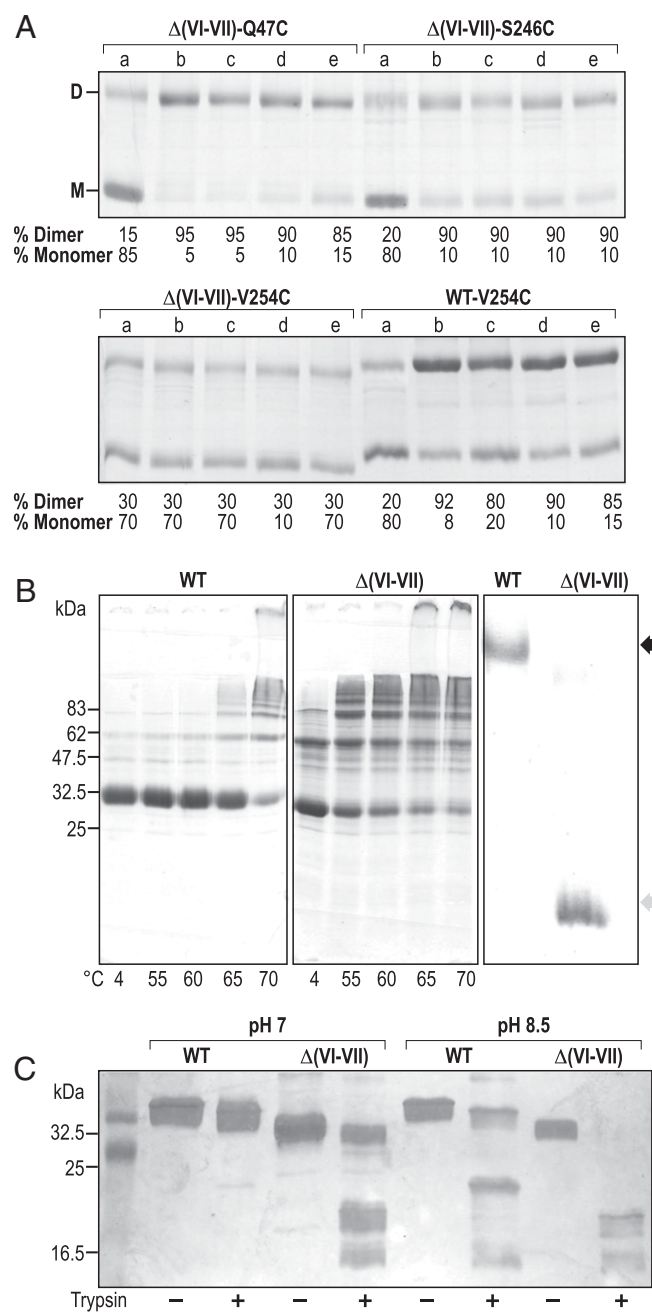 A
Δ(VI-VII)-Q47C Δ(VI-VII)-S246C
a b c d e a b c d e
D
M
% Dimer 15 95 95 90 85 20 90 90 90 90
% Monomer 85 5 5 10 15 80 10 10 10 10
Δ(VI-VII)-V254C WT-V254C
a b c d e a b c d e
% Dimer 30 30 30 30 30 20 92 80 90 85
% Monomer 70 70 70 10 70 80 8 20 10 15
B
WT Δ(VI-VII) WT Δ(VI-VII)
kDa
83
62
47.5
32.5
25
°C 4 55 60 65 70 4 55 60 65 70
C
pH 7 pH 8.5
WT Δ(VI-VII) WT Δ(VI-VII)
kDa
32.5
25
16.5
Trypsin − + − + − + − +